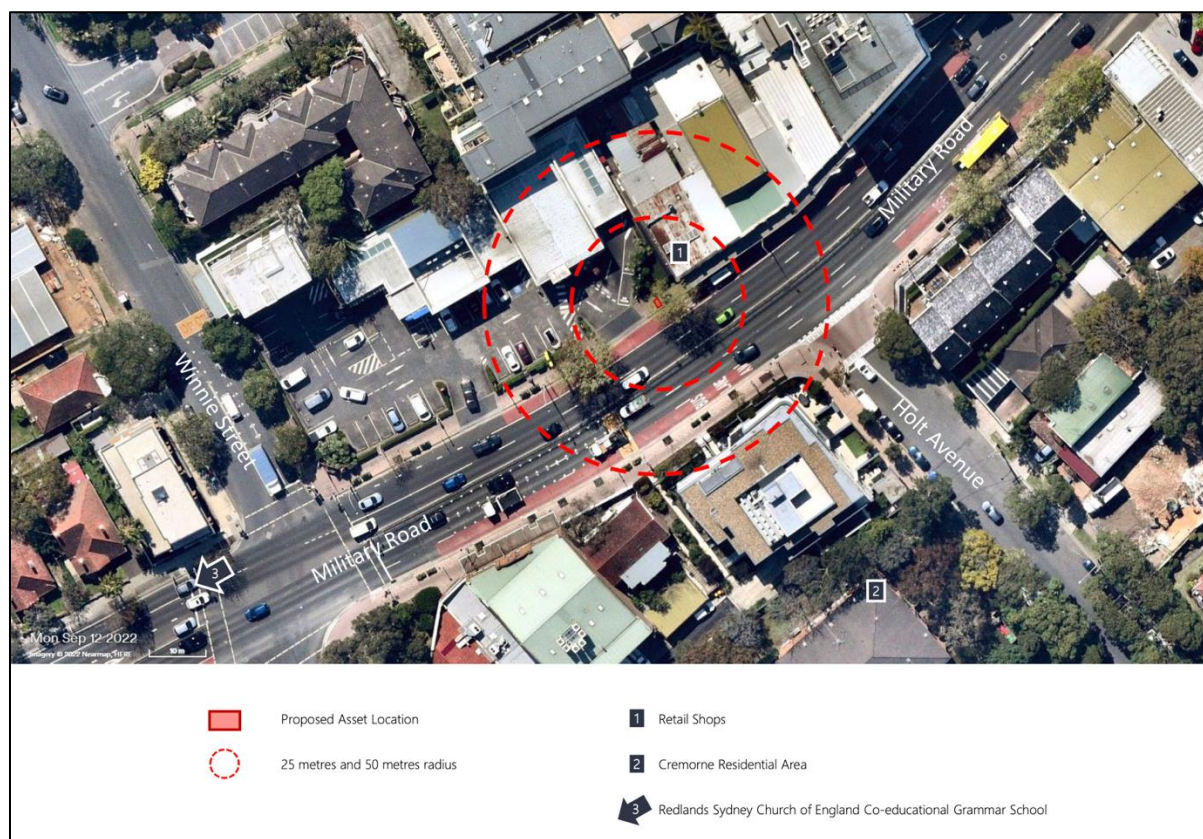 1
Military Road
Winnie Street
Holt Avenue
Military Road
3
2
Mon Sep 12 2022
Imagery © 2022 Nearmap, HERE
10 m
Proposed Asset Location
1 Retail Shops
25 metres and 50 metres radius
2 Cremorne Residential Area
3 Redlands Sydney Church of England Co-educational Grammar School